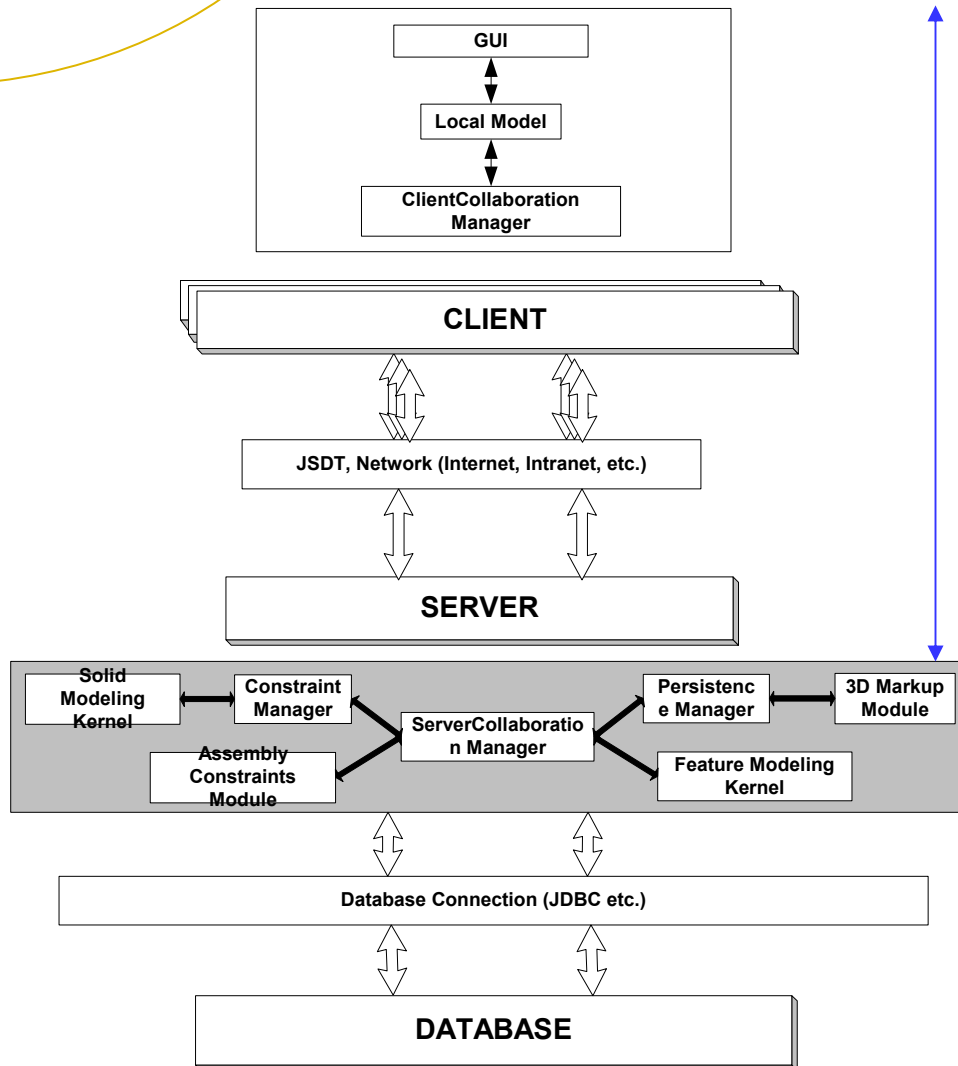 GUI
Local Model
ClientCollaboration
Manager
CLIENT
JSDT, Network (Internet, Intranet, etc.)
SERVER
Solid
Modeling
Kernel
Constraint
Manager
Assembly
Constraints
Module
ServerCollaboratio
n Manager
Persistenc
e Manager
3D Markup
Module
Feature Modeling
Kernel
Database Connection (JDBC etc.)
DATABASE